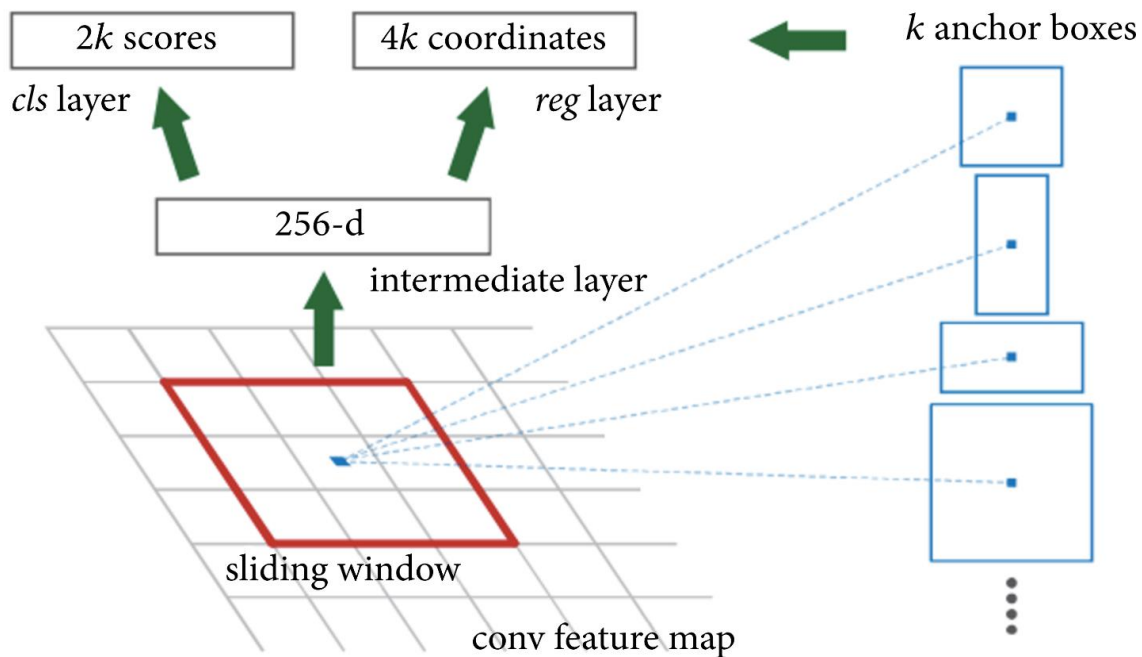 2k scores
4k coordinates
k anchor boxes
cls layer
reg layer
256-d
intermediate layer
sliding window
conv feature map